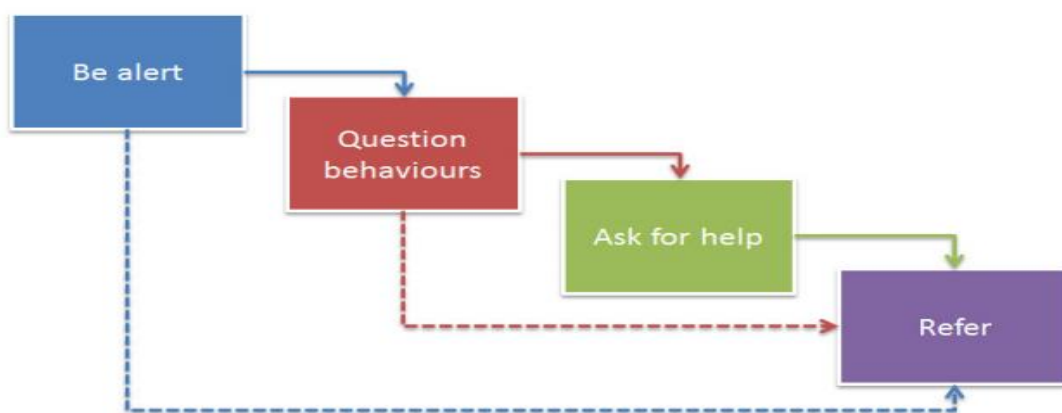 Be alert
Question
behaviours
Ask for help
Refer